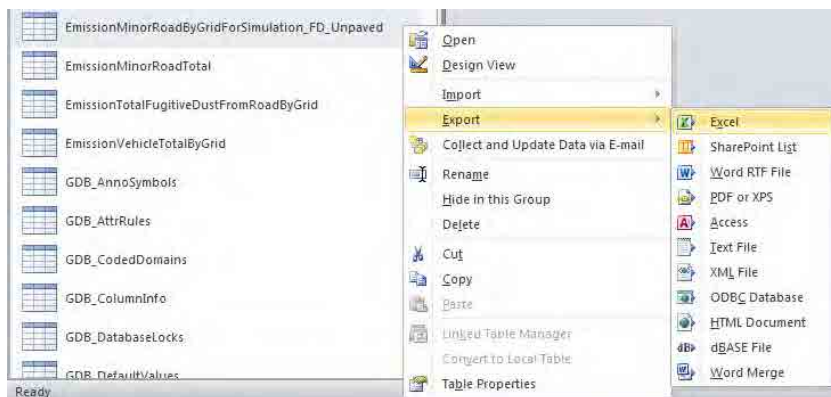 EmissionMinorRoadByGridForSimulation_FD_Unpaved
EmissionMinorRoadTotal
EmissionTotalFugitiveDustFromRoadByGrid
EmissionVehicleTotalByGrid
GDB_AnnoSymbols
GDB_AttrRules
GDB_CodedDomains
GDB_ColumnInfo
GDB_DatabaseLocks
GDB_DefaultValues
Ready
Open
Design View
Import
Export
Collect and Update Data via E-mail
Rename
Hide in this Group
Delete
Cut
Copy
Paste
Linked Table Manager
Convert to Local Table
Table Properties
Excel
SharePoint List
Word RTF File
PDF or XPS
Access
Text File
XML File
ODBC Database
HTML Document
dBASE File
Word Merge